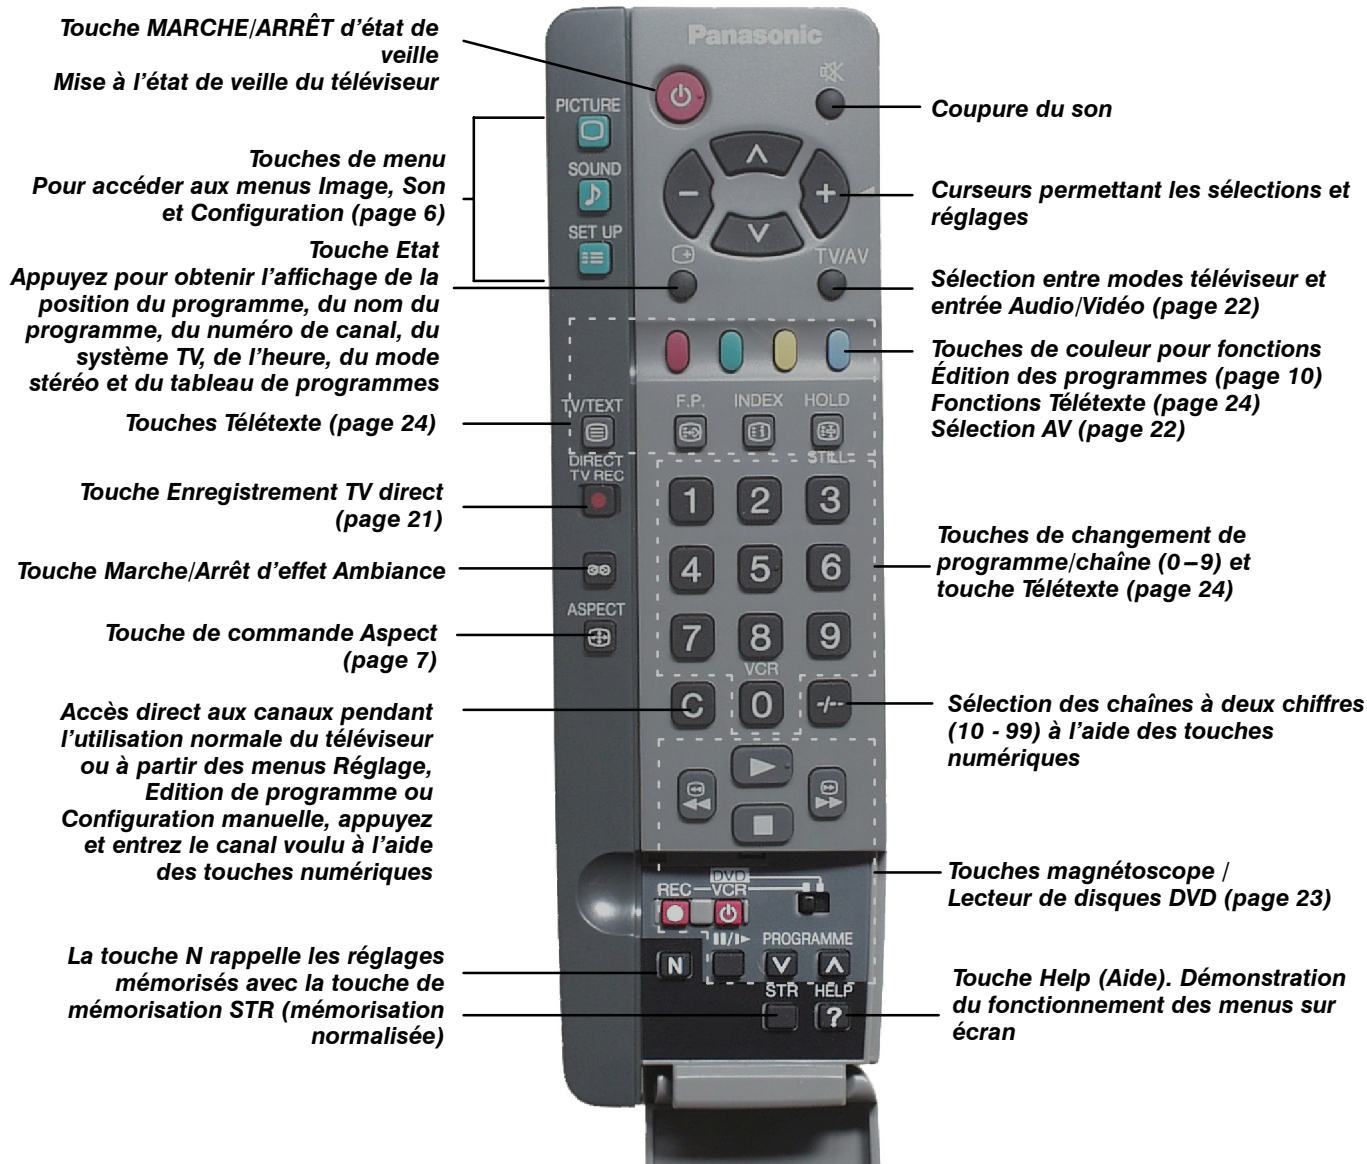 Touche MARCHE/ARRÊT d'état de
veille
Mise à l'état de veille du téléviseur
Touches de menu
Pour accéder aux menus Image, Son
et Configuration (page 6)
Touche Etat
Appuyez pour obtenir l'affichage de la
position du programme, du nom du
programme, du numéro de canal, du
système TV, de l'heure, du mode
stéréo et du tableau de programmes
Touches Télétexte (page 24)
Touche Enregistrement TV direct
(page 21)
Touche Marche/Arrêt d'effet Ambiance
Touche de commande Aspect
(page 7)
Accès direct aux canaux pendant
l'utilisation normale du téléviseur
ou à partir des menus Réglage,
Edition de programme ou
Configuration manuelle, appuyez
et entrez le canal voulu à l'aide
des touches numériques
La touche N rappelle les réglages
mémorisés avec la touche de
mémorisation STR (mémorisation
normalisée)
Panasonic
PICTURE
SOUND
SET UP
TV/AV
TV/TEXT
F.P. INDEX HOLD
DIRECT
TV REC
STILL
1 2 3
4 5 6
ASPECT
7 8 9
VCR
C 0 -/--
DVD
REC VCR
PROGRAMME
N
STR HELP
?
Coupure du son
Curseurs permettant les sélections et
réglages
Sélection entre modes téléviseur et
entrée Audio/Vidéo (page 22)
Touches de couleur pour fonctions
Édition des programmes (page 10)
Fonctions Télétexte (page 24)
Sélection AV (page 22)
Touches de changement de
programme/chaîne (0–9) et
touche Télétexte (page 24)
Sélection des chaînes à deux chiffres
(10 - 99) à l'aide des touches
numériques
Touches magnétoscope /
Lecteur de disques DVD (page 23)
Touche Help (Aide). Démonstration
du fonctionnement des menus sur
écran